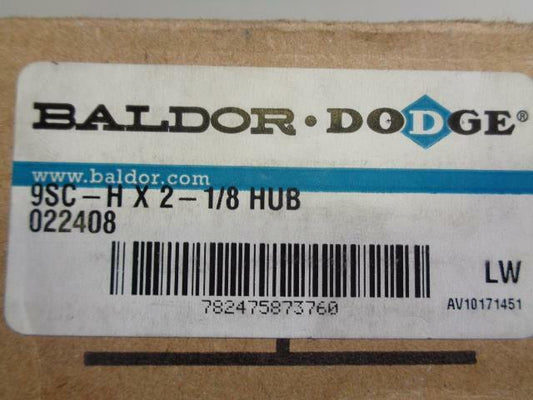 BALDOR · DODGE®
www.baldor.com
9SC-H X 2-1/8 HUB
022408
LW
782475873760
AV10171451